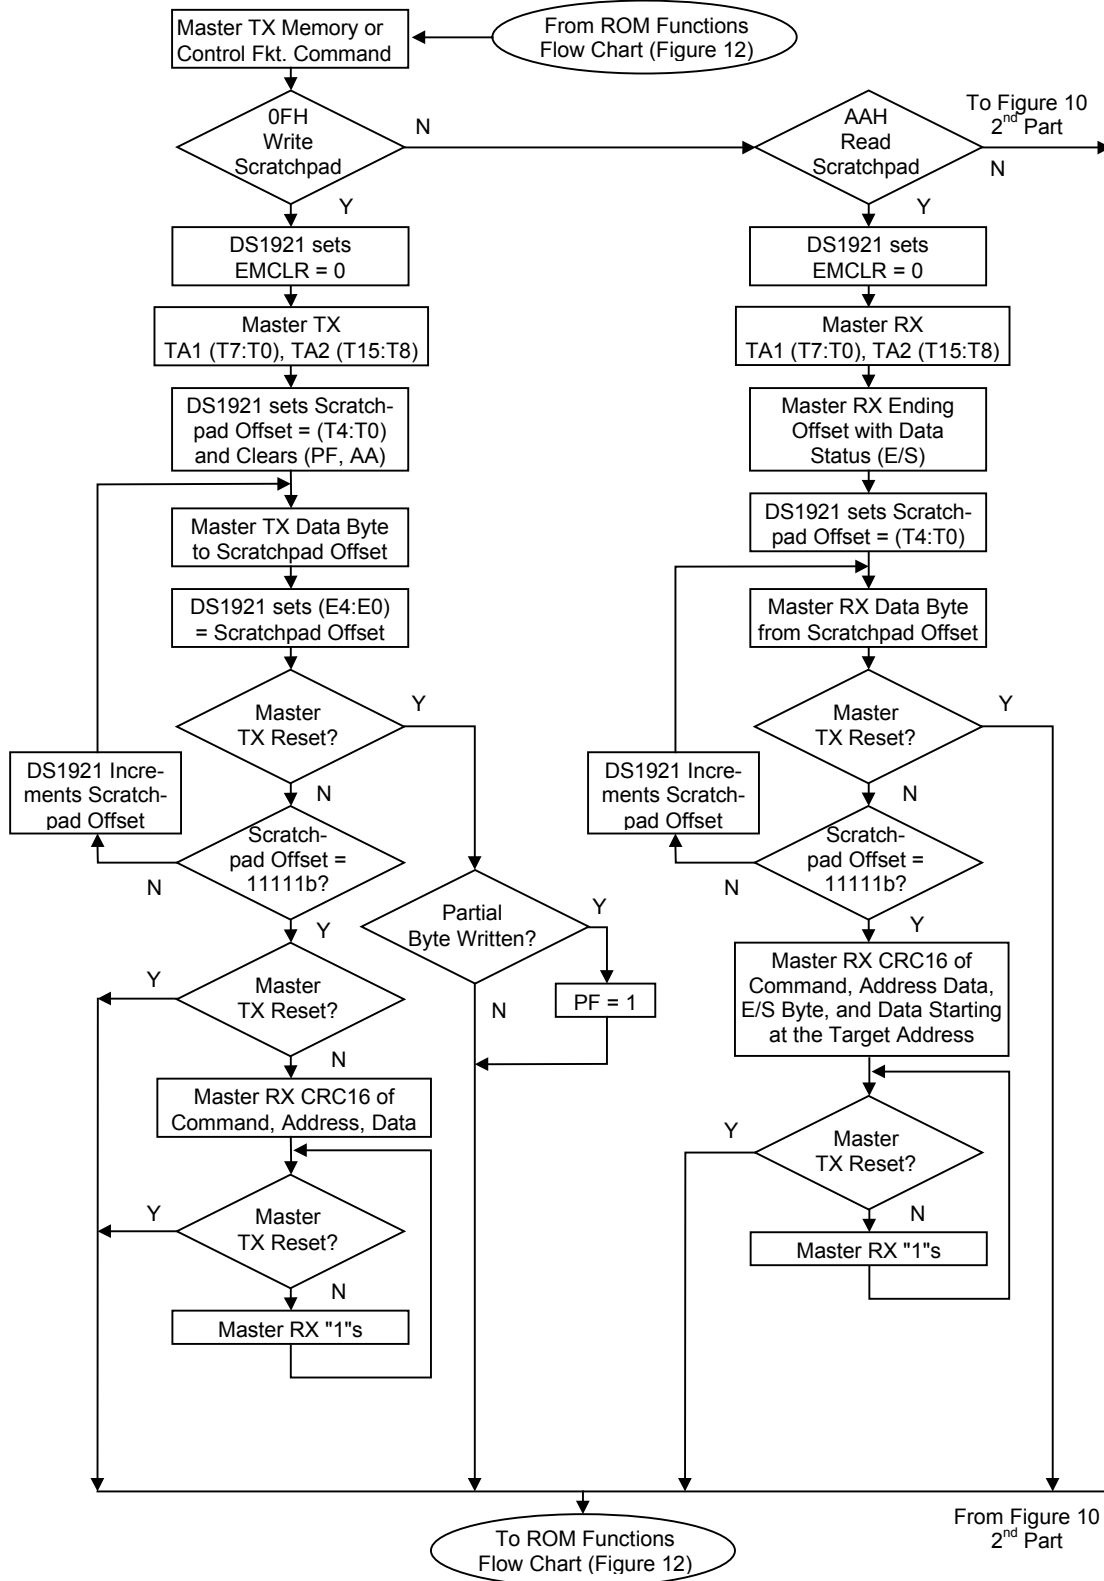 Master TX Memory or
Control Fkt. Command
From ROM Functions
Flow Chart (Figure 12)
0FH
Write
Scratchpad
N
Y
AAH
Read
Scratchpad
To Figure 10
2nd Part
N
Y
DS1921 sets
EMCLR = 0
Master TX
TA1 (T7:T0), TA2 (T15:T8)
DS1921 sets Scratch-
pad Offset = (T4:T0)
and Clears (PF, AA)
Master TX Data Byte
to Scratchpad Offset
DS1921 sets (E4:E0)
= Scratchpad Offset
Master
TX Reset?
Y
N
DS1921 Incre-
ments Scratch-
pad Offset
Scratch-
pad Offset =
11111b?
N
Y
Partial
Byte Written?
Y
N
PF = 1
Master
TX Reset?
Y
N
Master RX CRC16 of
Command, Address, Data
Master
TX Reset?
Y
N
Master RX "1"s
DS1921 sets
EMCLR = 0
Master RX
TA1 (T7:T0), TA2 (T15:T8)
Master RX Ending
Offset with Data
Status (E/S)
DS1921 sets Scratch-
pad Offset = (T4:T0)
Master RX Data Byte
from Scratchpad Offset
Master
TX Reset?
Y
N
DS1921 Incre-
ments Scratch-
pad Offset
Scratch-
pad Offset =
11111b?
N
Y
Master RX CRC16 of
Command, Address Data,
E/S Byte, and Data Starting
at the Target Address
Master
TX Reset?
Y
N
Master RX "1"s
To ROM Functions
Flow Chart (Figure 12)
From Figure 10
2nd Part